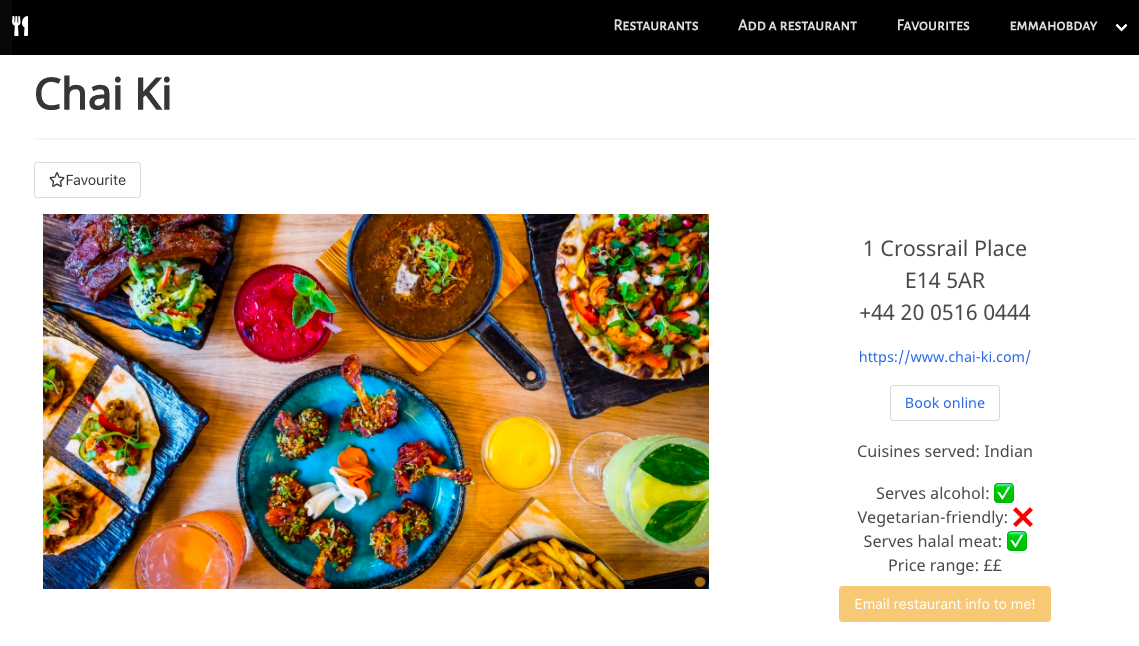 Restaurants
Add a restaurant
Favourites
emmahobday
Chai Ki
Favourite
1 Crossrail Place
E14 5AR
+44 20 0516 0444
https://www.chai-ki.com/
Book online
Cuisines served: Indian
Serves alcohol: ✅
Vegetarian-friendly: ❌
Serves halal meat: ✅
Price range: ££
Email restaurant info to me!